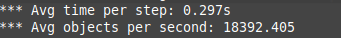 *** Avg time per step: 0.297s
*** Avg objects per second: 18392.405